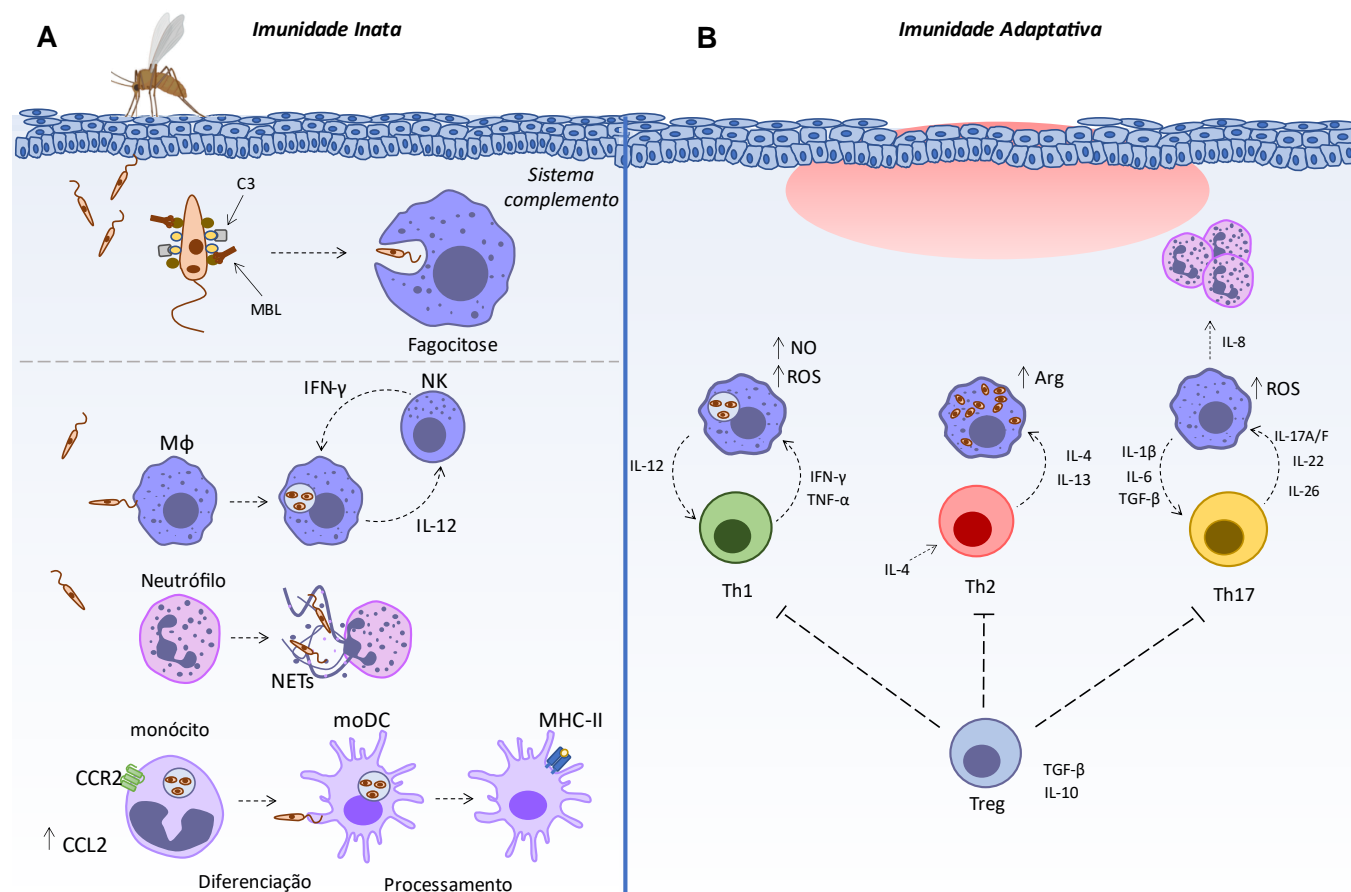 A
Imunidade Inata
C3
Sistema
complemento
MBL
Fagocitose
IFN-γ
NK
Mϕ
IL-12
Neutrófilo
NETs
monócito
moDC
MHC-II
CCR2
↑ CCL2
Diferenciação
Processamento
B
Imunidade Adaptativa
IL-8
↑ NO
↑ ROS
↑ Arg
↑ ROS
IL-12
IFN-γ
TNF-α
IL-4
IL-13
IL-1β
IL-6
TGF-β
IL-17A/F
IL-22
IL-26
IL-4
Th1
Th2
Th17
Treg
TGF-β
IL-10